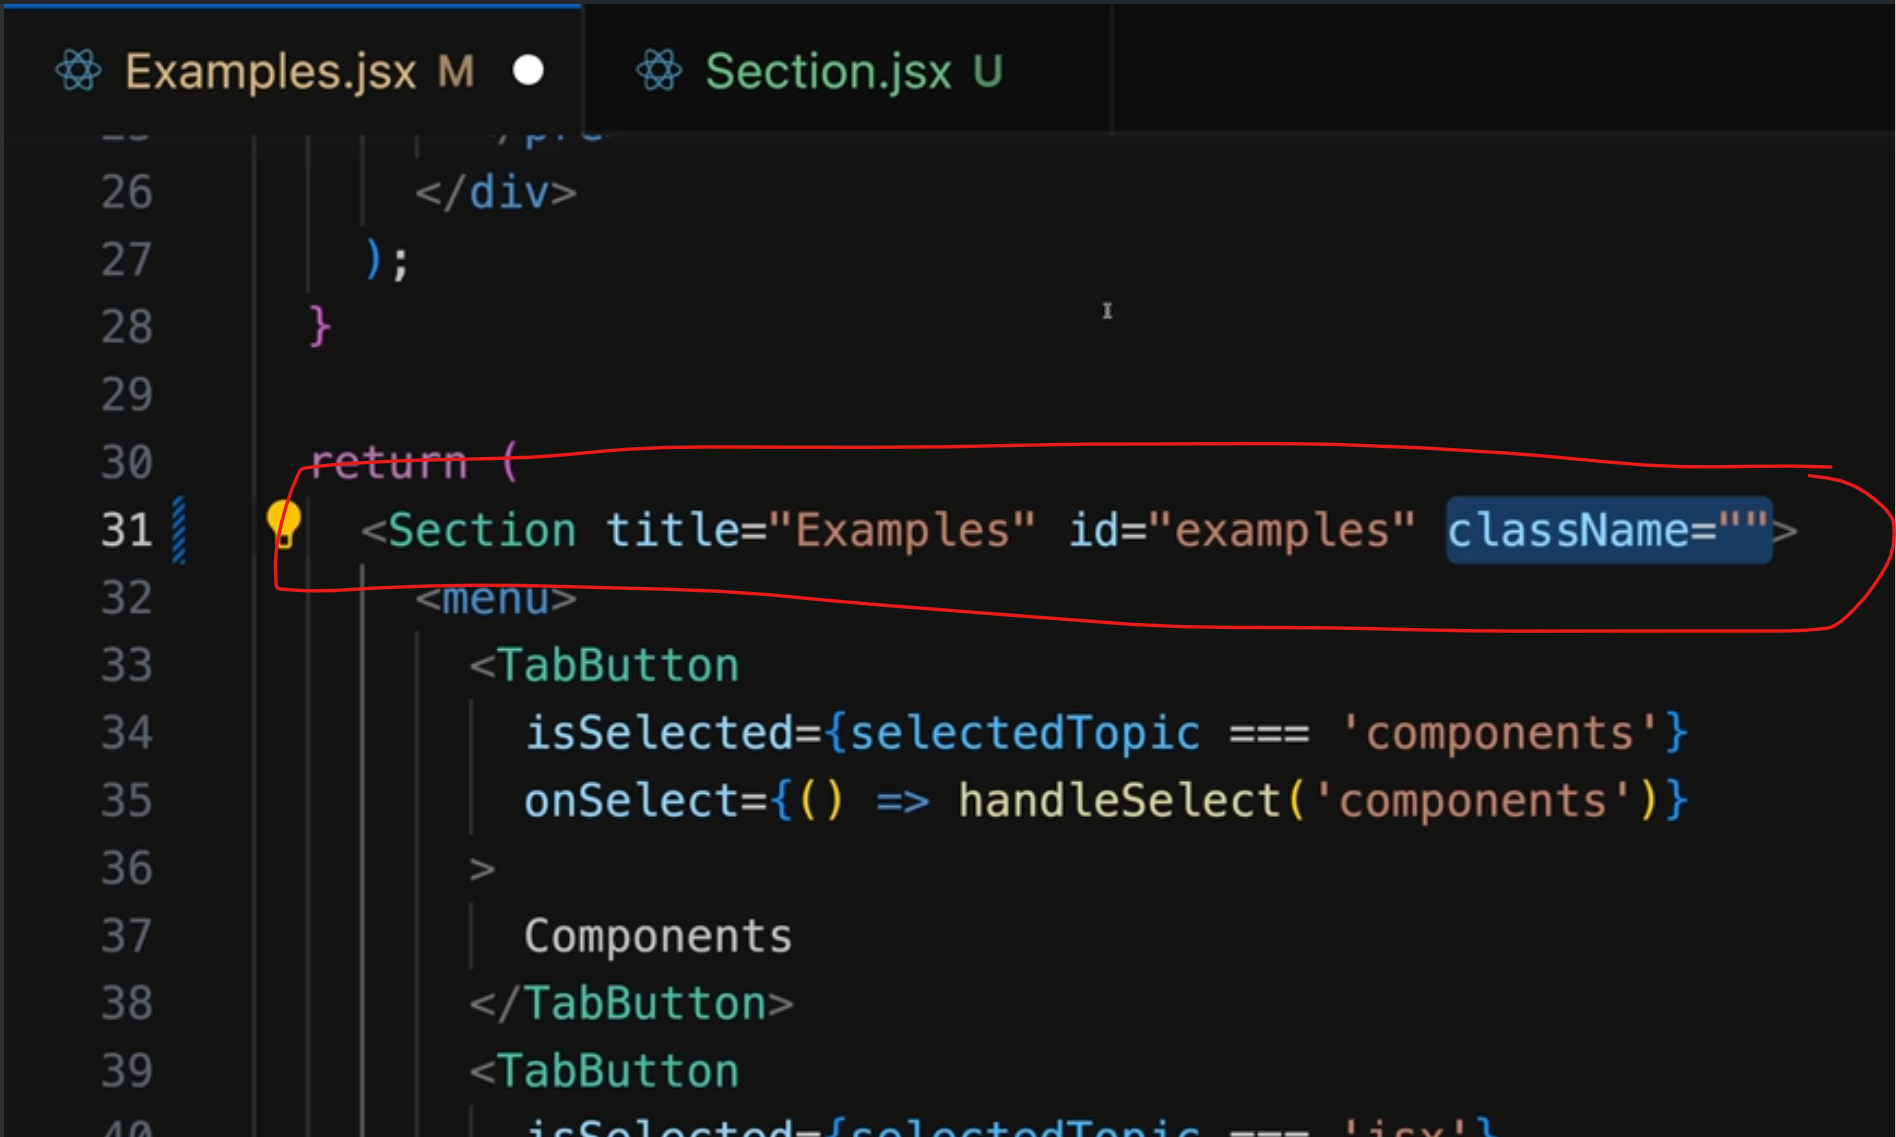 Examples.jsx M Section.jsx U
26 </div>
27 );
28 }
29
30 return (
31 <Section title="Examples" id="examples" className="">
32 <menu>
33 <TabButton
34 isSelected={selectedTopic === 'components'}
35 onSelect={() => handleSelect('components')}
36 >
37 Components
38 </TabButton>
39 <TabButton
40 isSelected={selectedTopic === 'jsx'}